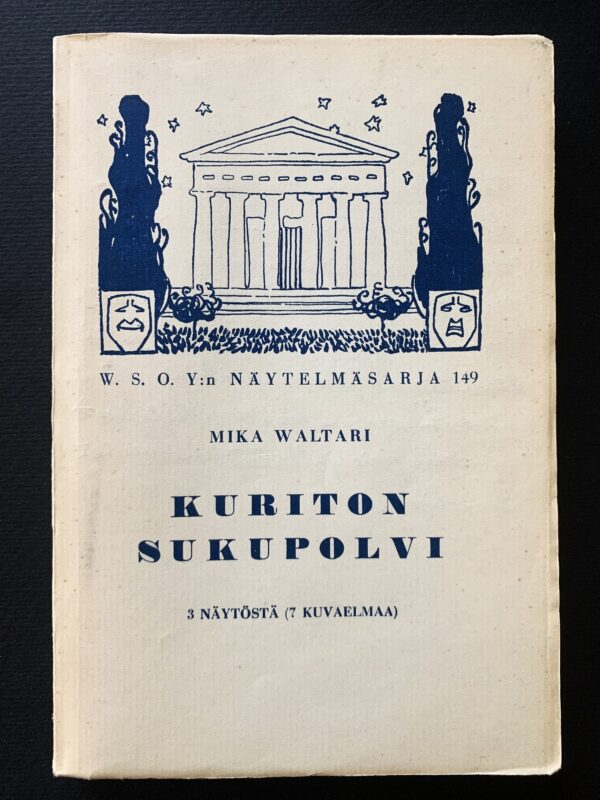 W. S. O. Y:n NÄYTELMÄSARJA 149
MIKA WALTARI
KURITON
SUKUPOLVI
3 NÄYTÖSTÄ (7 KUVAELMAA)